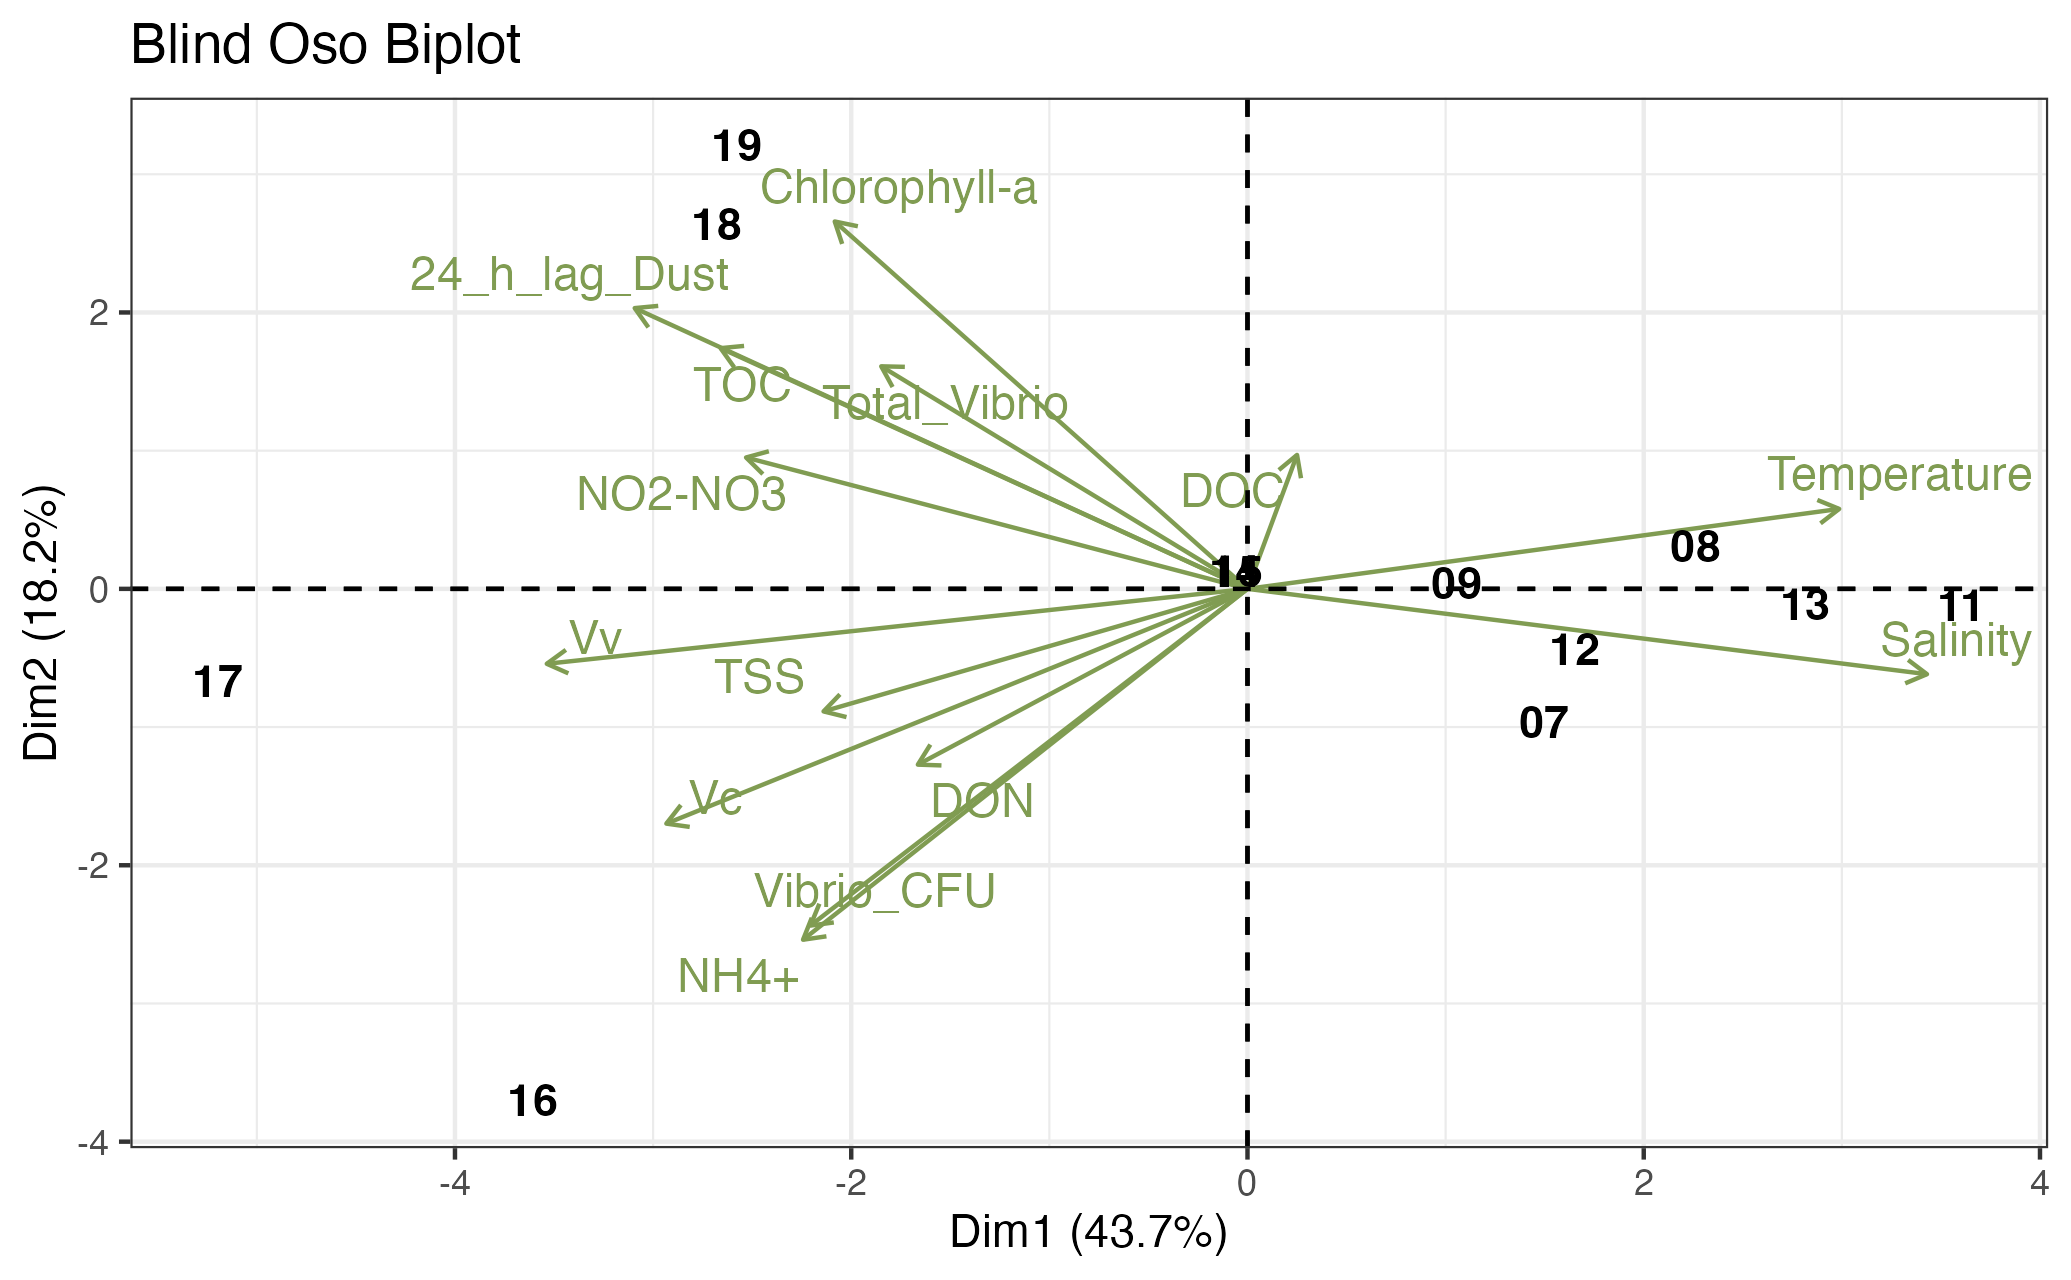 Blind Oso Biplot
19
Chlorophyll-a
18
24_h_lag_Dust
2
TOC
Total_Vibrio
DOC
NO2-NO3
Temperature
08
0
09
13
11
Vv
12
Salinity
17
TSS
07
Vc
DON
-2
Vibrio_CFU
NH4+
16
-4
-4
-2
0
2
4
Dim1 (43.7%)
Dim2 (18.2%)